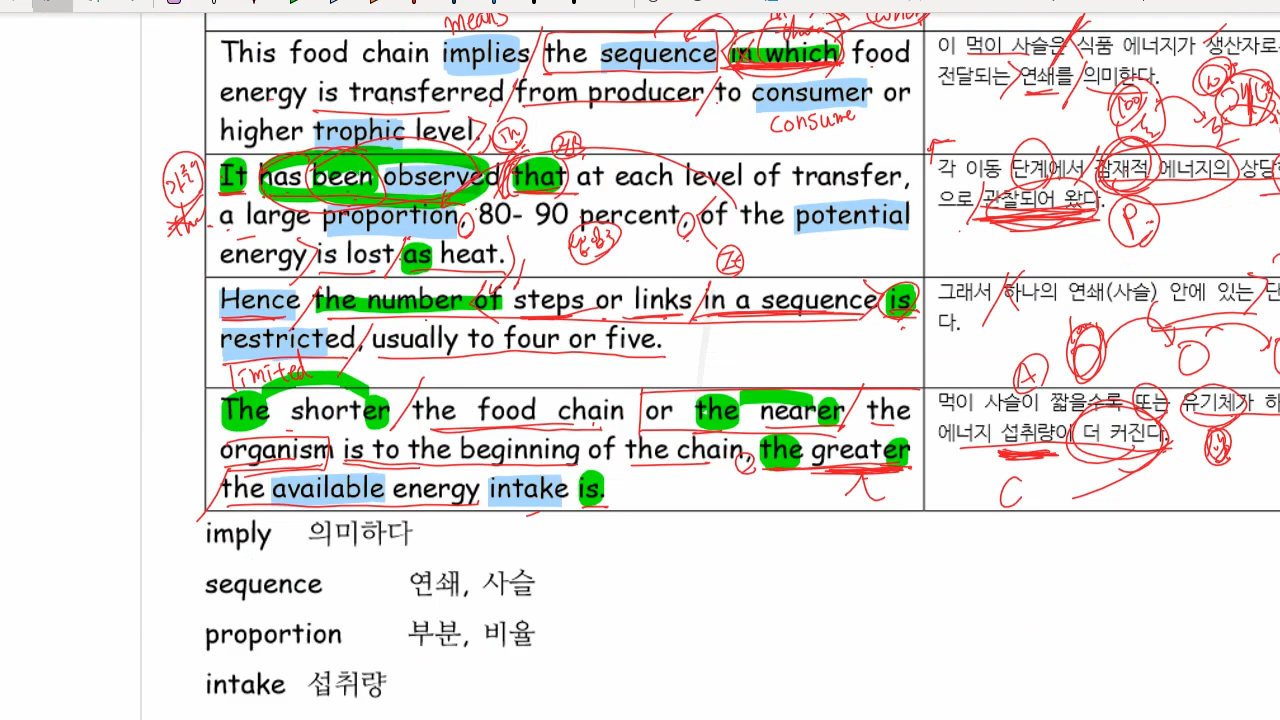 means
This food chain implies the sequence in which food
energy is transferred from producer to consumer or
consume
higher trophic level.
It has been observed that at each level of transfer,
a large proportion, 80- 90 percent, of the potential
energy is lost as heat.
Hence the number of steps or links in a sequence is
restricted, usually to four or five.
limited
The shorter the food chain or the nearer the
organism is to the beginning of the chain, the greater
the available energy intake is.
이 먹이 사슬은 식품 에너지가 생산자로
전달되는 연쇄를 의미하다.
각 이동 단계에서 잠재적 에너지의 상당
으로 관찰되어 왔다.
그래서 하나의 연쇄(사슬) 안에 있는 단
다.
먹이 사슬이 짧을수록 또는 유기체가 하
에너지 섭취량이 더 커진다.
imply 의미하다
sequence 연쇄, 사슬
proportion 부분, 비율
intake 섭취량